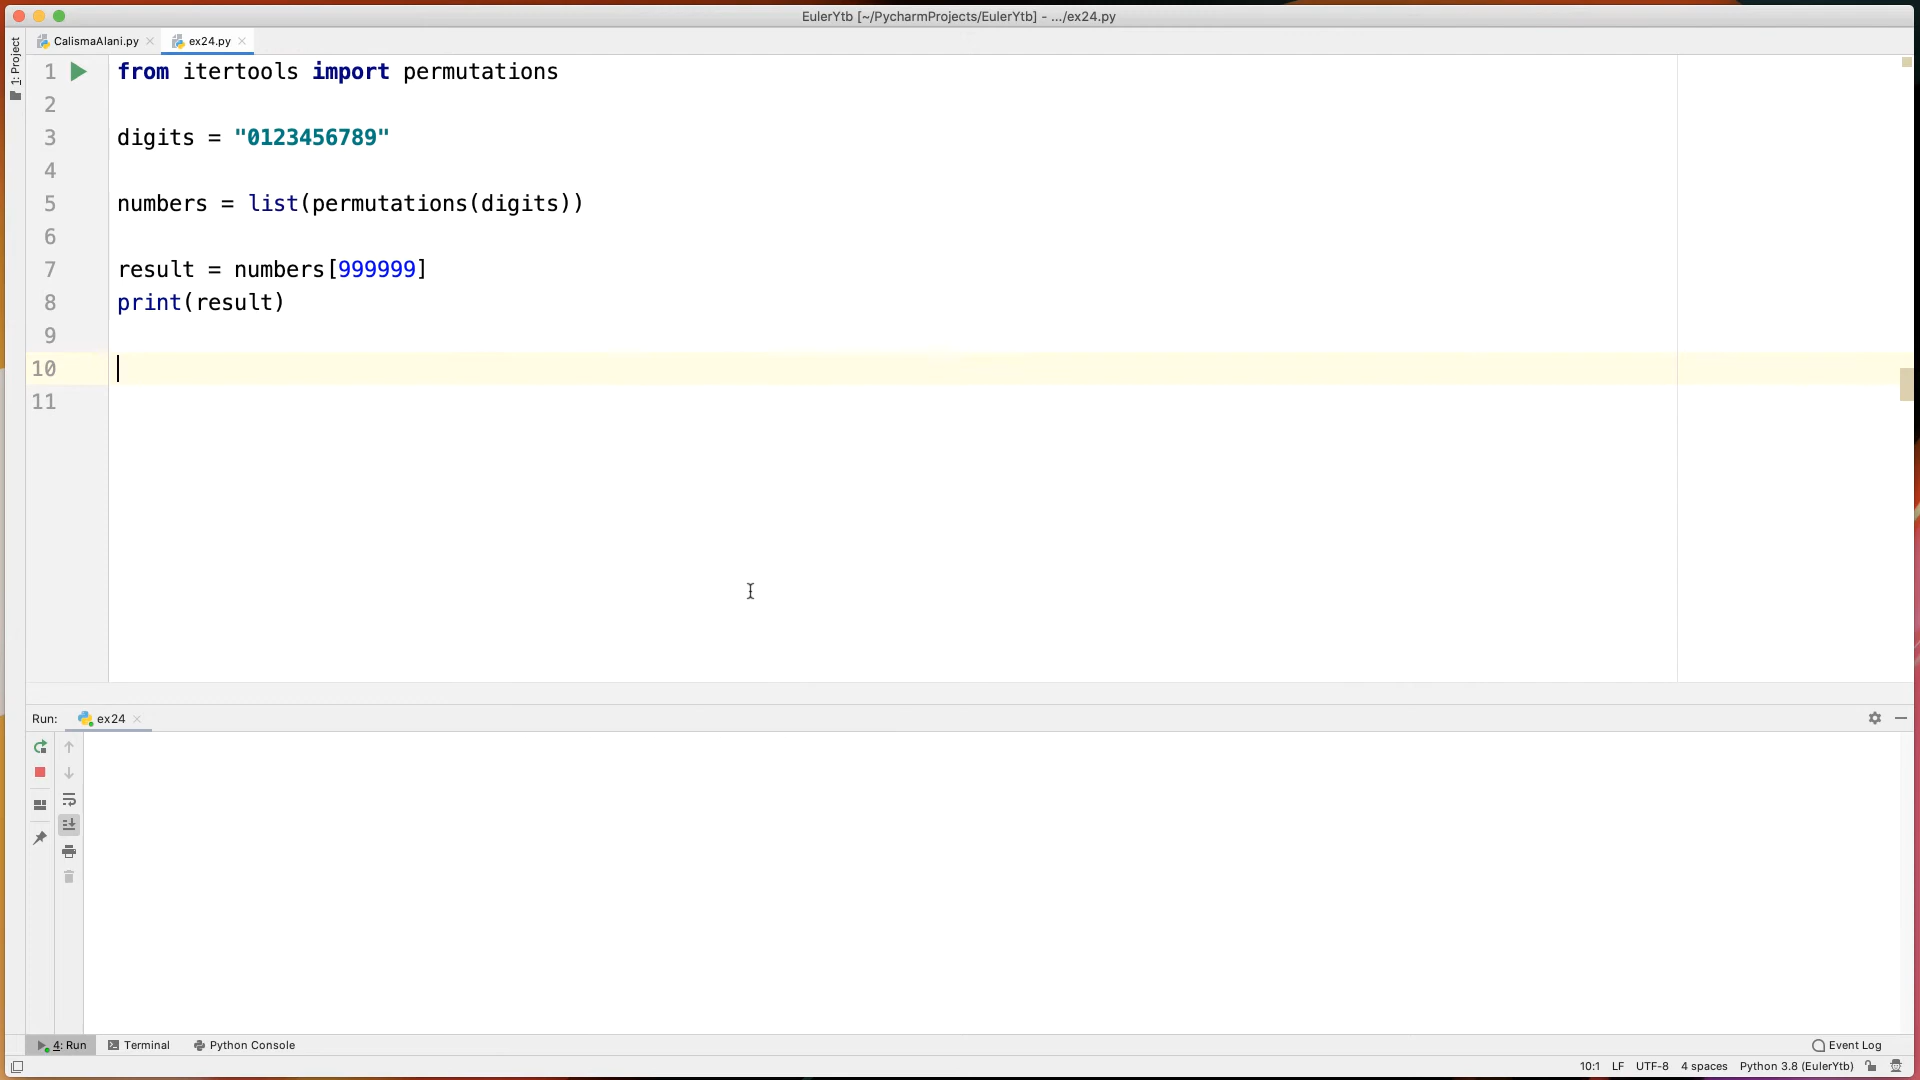 EulerYtb [~/PycharmProjects/EulerYtb] - .../ex24.py
1: Project
CalismaAlani.py
ex24.py
1 from itertools import permutations
2
3 digits = "0123456789"
4
5 numbers = list(permutations(digits))
6
7 result = numbers[999999]
8 print(result)
9
10
11
Run: ex24
4: Run Terminal Python Console Event Log
10:1 LF UTF-8 4 spaces Python 3.8 (EulerYtb)